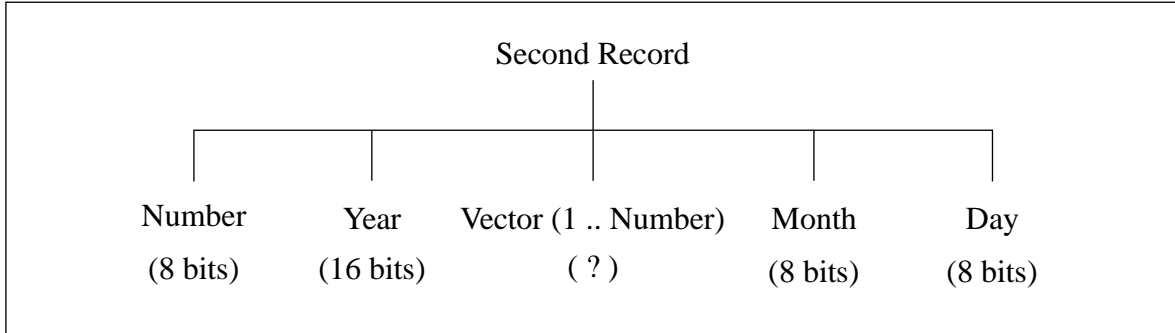 Second Record
Number Year Vector (1 .. Number) Month Day
(8 bits) (16 bits) ( ? ) (8 bits) (8 bits)